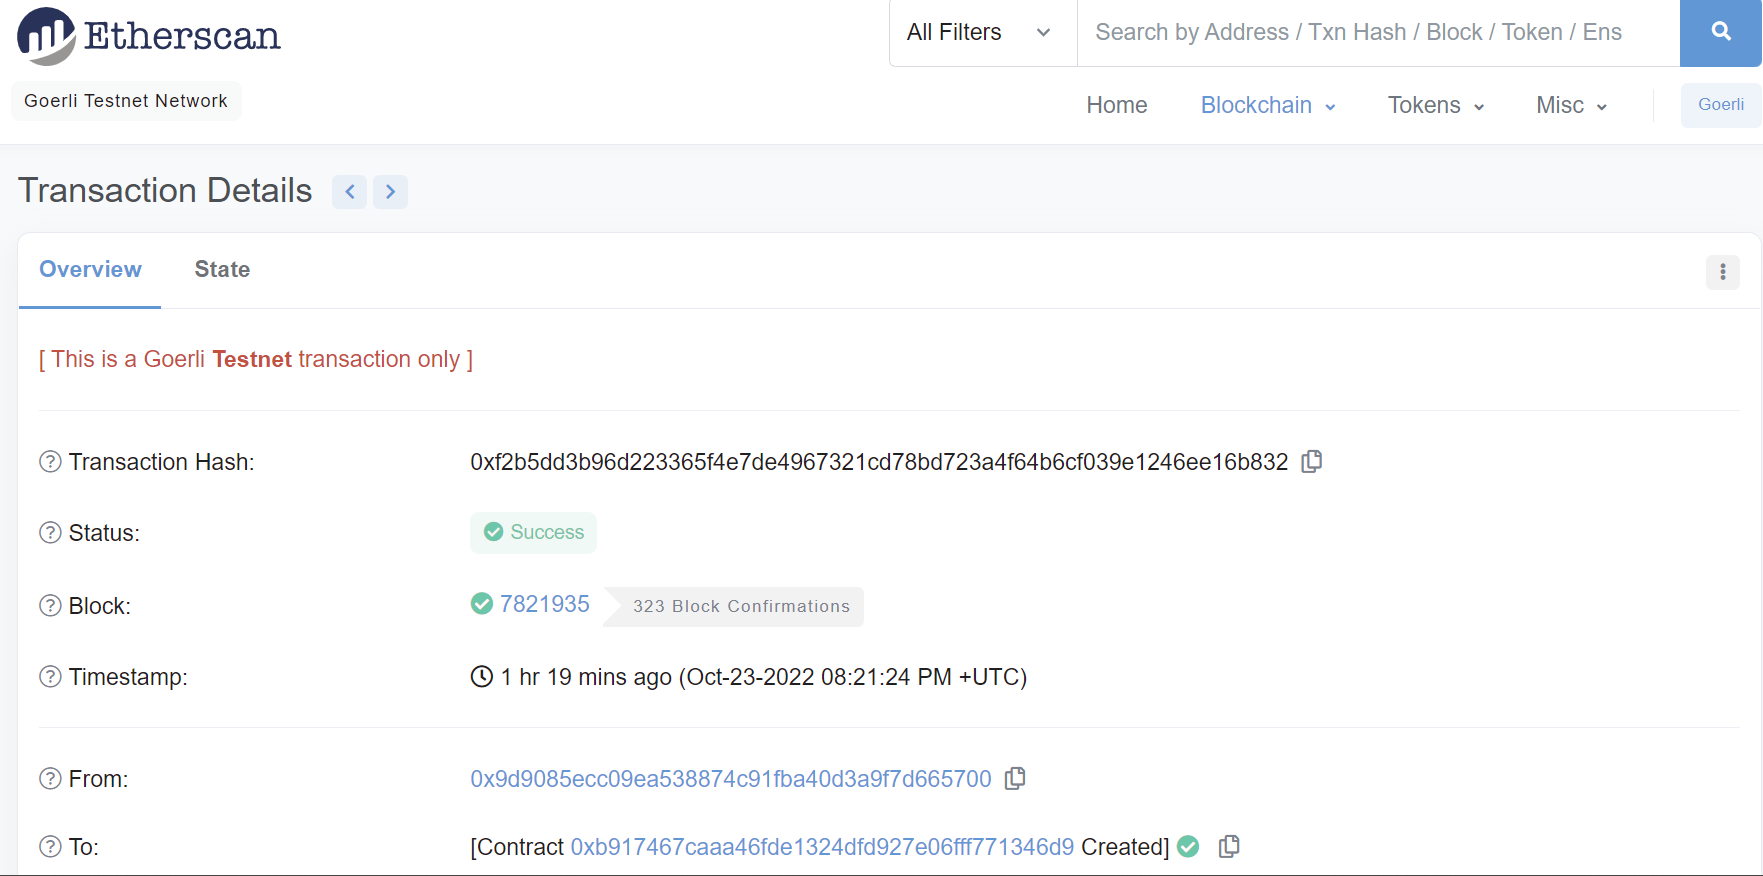 Etherscan
All Filters
Search by Address / Txn Hash / Block / Token / Ens
Goerli Testnet Network
Home Blockchain Tokens Misc Goerli
Transaction Details
Overview State
[ This is a Goerli Testnet transaction only ]
Transaction Hash: 0xf2b5dd3b96d223365f4e7de4967321cd78bd723a4f64b6cf039e1246ee16b832
Status: Success
Block: 7821935 323 Block Confirmations
Timestamp: 1 hr 19 mins ago (Oct-23-2022 08:21:24 PM +UTC)
From: 0x9d9085ecc09ea538874c91fba40d3a9f7d665700
To: [Contract 0xb917467caaa46fde1324dfd927e06fff771346d9 Created]